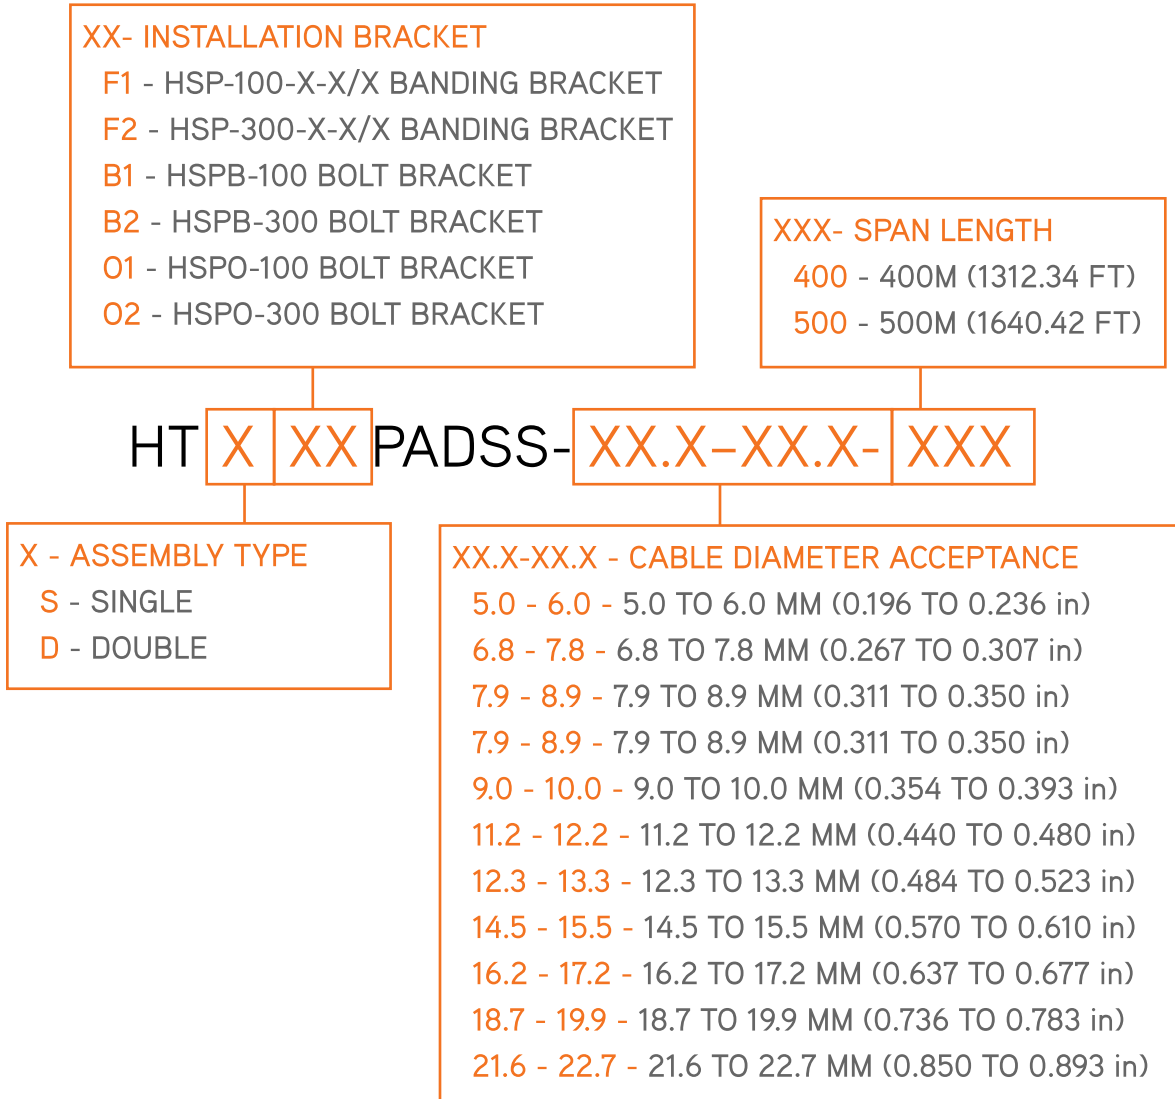 XX- INSTALLATION BRACKET
F1 - HSP-100-X-X/X BANDING BRACKET
F2 - HSP-300-X-X/X BANDING BRACKET
B1 - HSPB-100 BOLT BRACKET
B2 - HSPB-300 BOLT BRACKET
O1 - HSPO-100 BOLT BRACKET
O2 - HSPO-300 BOLT BRACKET
XXX- SPAN LENGTH
400 - 400M (1312.34 FT)
500 - 500M (1640.42 FT)
HT X XX PADSS- XX.X-XX.X- XXX
X - ASSEMBLY TYPE
S - SINGLE
D - DOUBLE
XX.X-XX.X - CABLE DIAMETER ACCEPTANCE
5.0 - 6.0 - 5.0 TO 6.0 MM (0.196 TO 0.236 in)
6.8 - 7.8 - 6.8 TO 7.8 MM (0.267 TO 0.307 in)
7.9 - 8.9 - 7.9 TO 8.9 MM (0.311 TO 0.350 in)
7.9 - 8.9 - 7.9 TO 8.9 MM (0.311 TO 0.350 in)
9.0 - 10.0 - 9.0 TO 10.0 MM (0.354 TO 0.393 in)
11.2 - 12.2 - 11.2 TO 12.2 MM (0.440 TO 0.480 in)
12.3 - 13.3 - 12.3 TO 13.3 MM (0.484 TO 0.523 in)
14.5 - 15.5 - 14.5 TO 15.5 MM (0.570 TO 0.610 in)
16.2 - 17.2 - 16.2 TO 17.2 MM (0.637 TO 0.677 in)
18.7 - 19.9 - 18.7 TO 19.9 MM (0.736 TO 0.783 in)
21.6 - 22.7 - 21.6 TO 22.7 MM (0.850 TO 0.893 in)